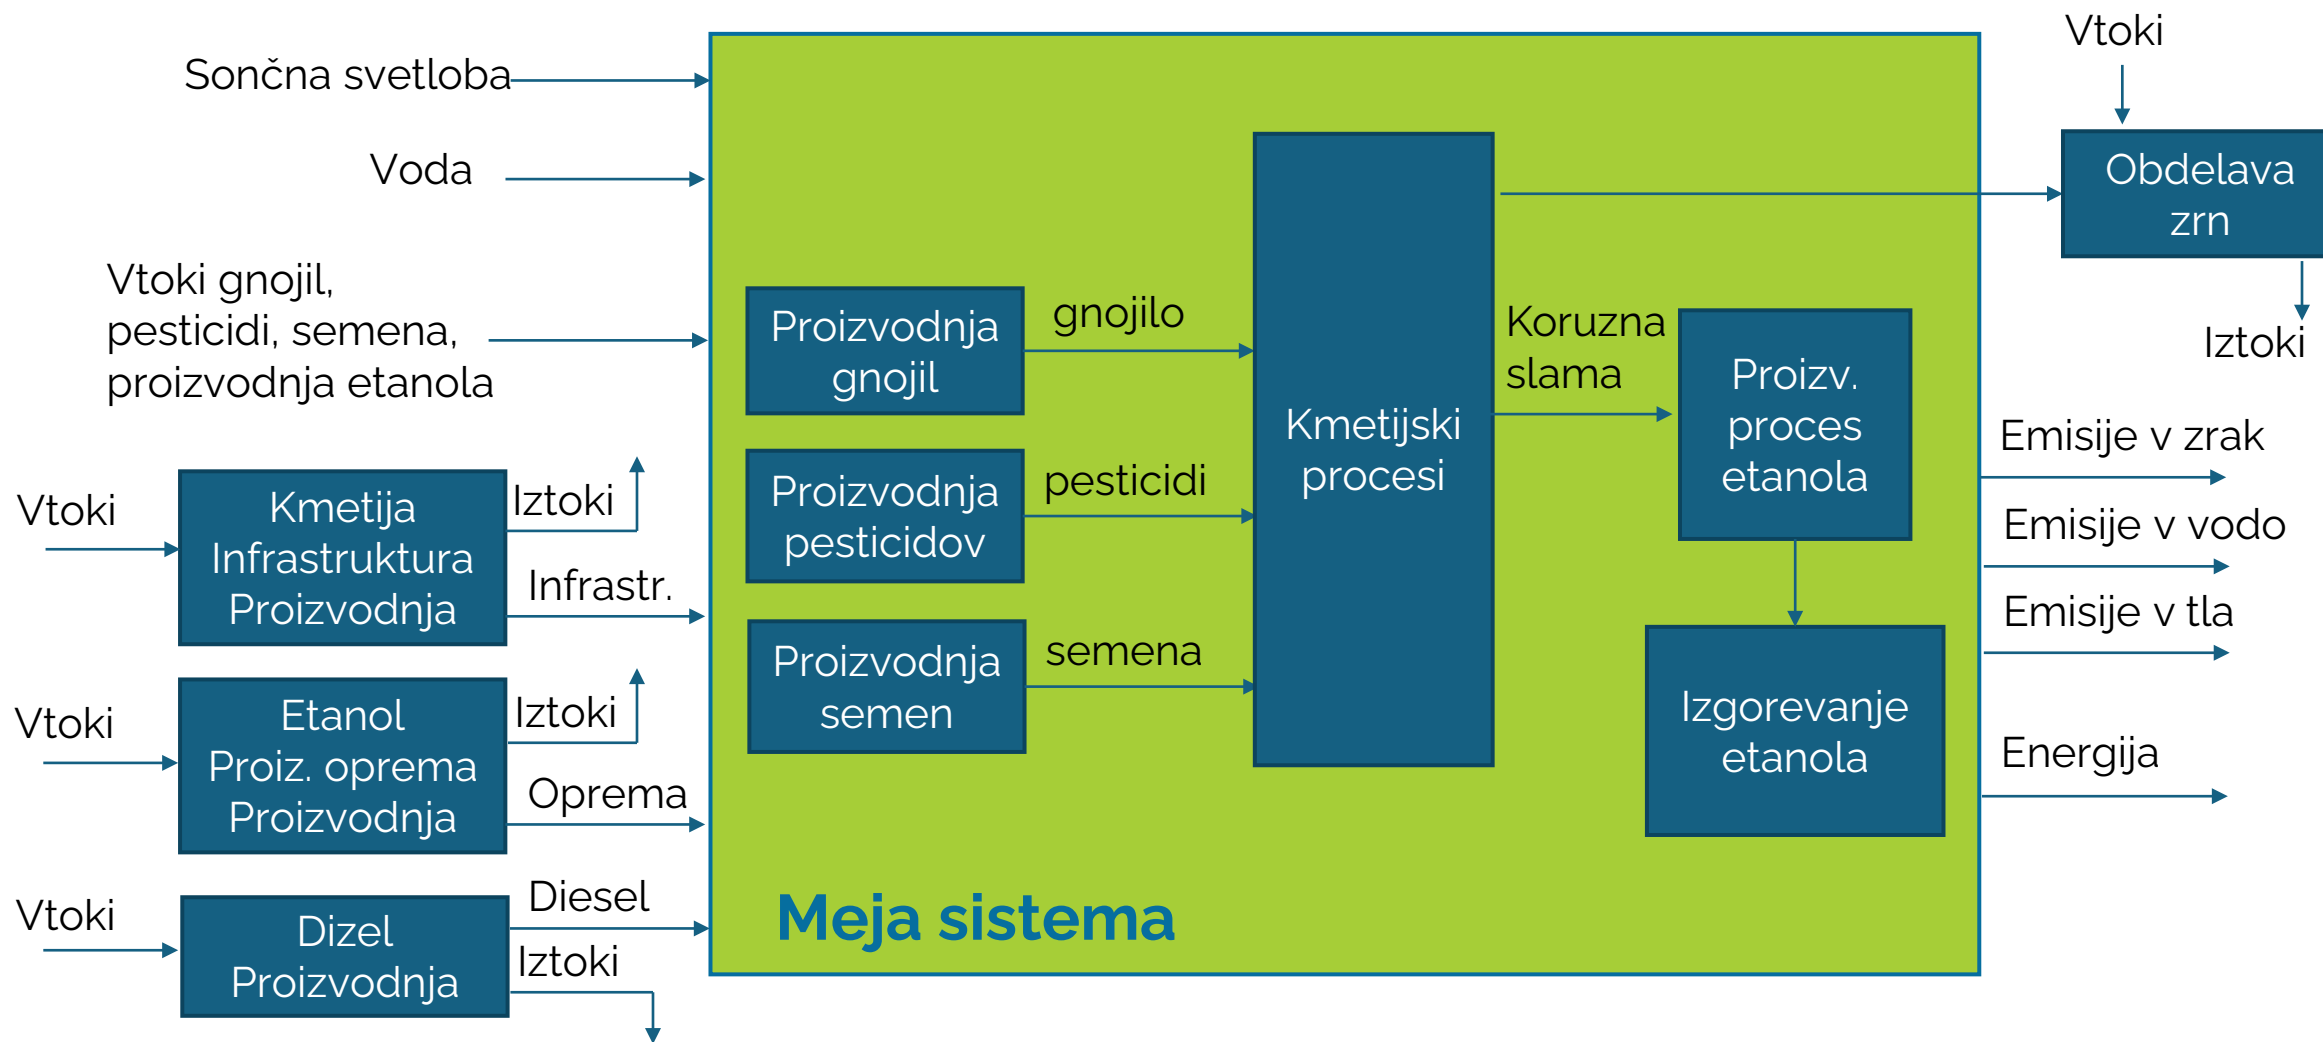 Sončna svetloba
Voda
Vtoki gnojil,
pesticidi, semena,
proizvodnja etanola
Vtoki
Kmetija
Infrastruktura
Proizvodnja
Iztoki
Infrastr.
Vtoki
Etanol
Proiz. oprema
Proizvodnja
Iztoki
Oprema
Vtoki
Dizel
Proizvodnja
Diesel
Iztoki
Proizvodnja
gnojil
gnojilo
Proizvodnja
pesticidov
pesticidi
Proizvodnja
semen
semena
Kmetijski
procesi
Koruzna
slama
Proizv.
proces
etanola
Izgorevanje
etanola
Meja sistema
Vtoki
Obdelava
zrn
Iztoki
Emisije v zrak
Emisije v vodo
Emisije v tla
Energija